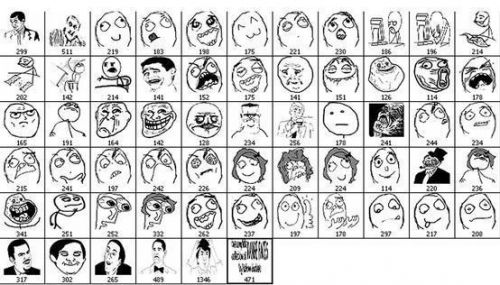 299 511 219 183 198 175 221 230 186 196 214
202 142 214 141 152 175 141 151 126 114 178
165 191 164 142 128 234 256 178 241 244 234
215 241 197 242 226 224 209 224 114 220 236
341 251 252 332 262 237 197 170 297 217 208
317 302 265 489 1346 471